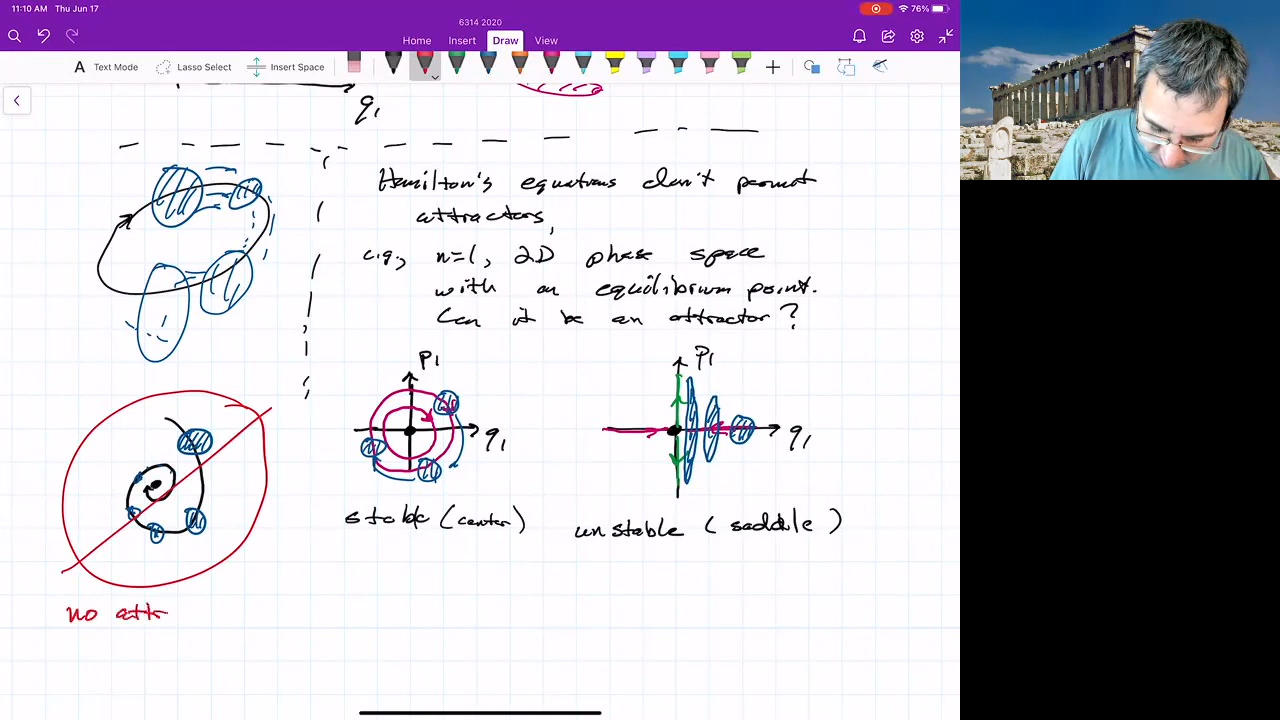 11:10 AM Thu Jun 17
76%
6314 2020
Home Insert Draw View
A Text Mode Lasso Select Insert Space
q1
Hamilton's equations don't permit
attractors,
e.g., n=1, 2D phase space
with an equilibrium point.
Can it be an attractor?
p1
q1
stable (center)
p1
q1
unstable (saddle)
no attr